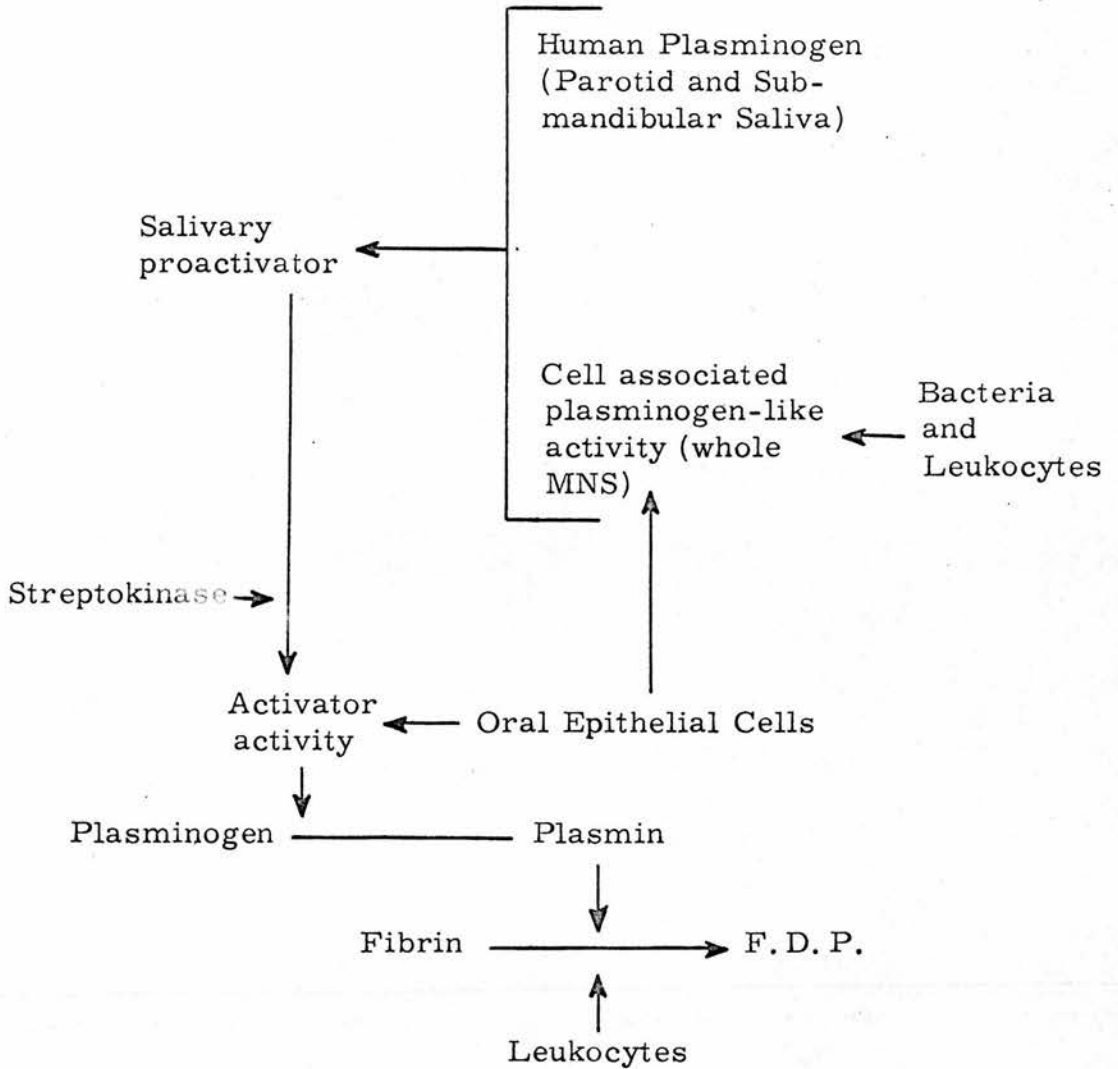 Human Plasminogen
(Parotid and Sub-
mandibular Saliva)
Salivary
proactivator
Cell associated
plasminogen-like
activity (whole
MNS)
Bacteria
and
Leukocytes
Streptokinase
Activator
activity
Oral Epithelial Cells
Plasminogen
Plasmin
Fibrin
F. D. P.
Leukocytes